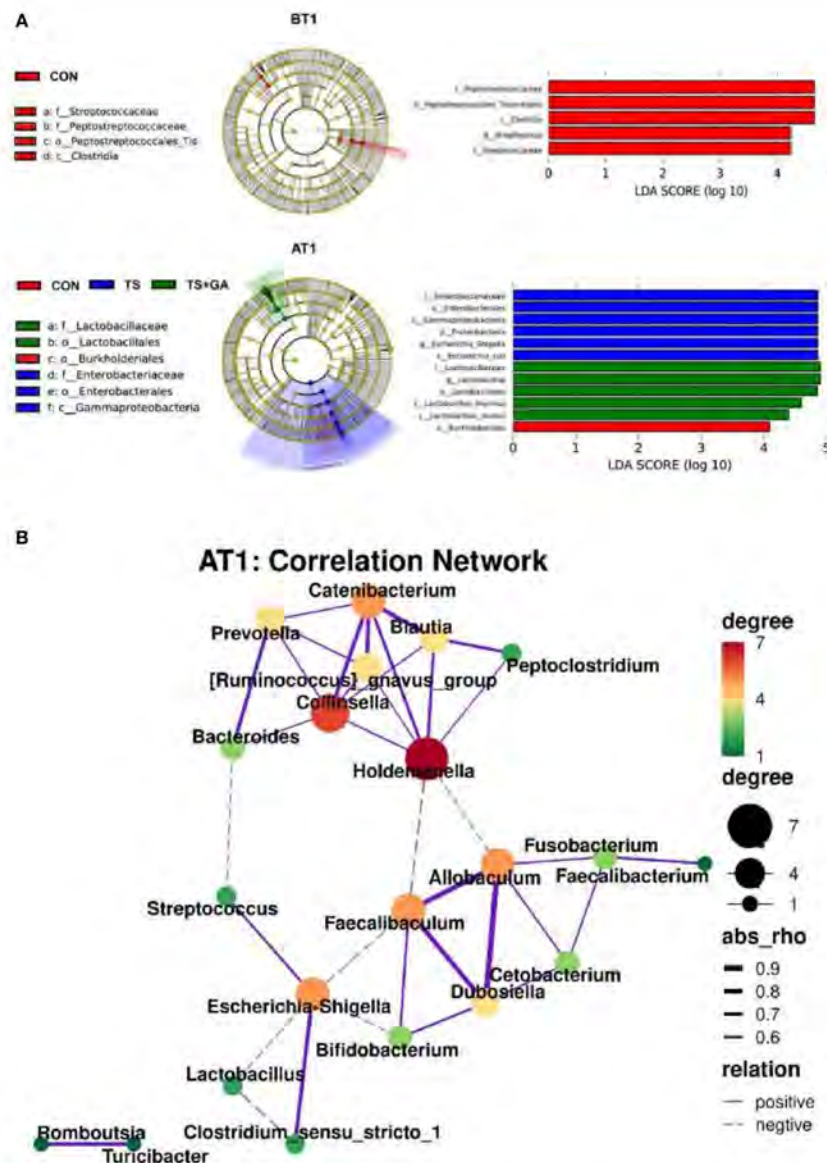 A
BT1
CON
a: f__Streptococcaceae
b: f__Peptostreptococcaceae
c: o__Peptostreptococcales_Tis
d: c__Clostridia
0 1 2 3 4
LDA SCORE (log 10)
AT1
CON TS TS+GA
a: f__Lactobacillaceae
b: o__Lactobacillales
c: o__Burkholderiales
d: f__Enterobacteriaceae
e: o__Enterobacterales
f: c__Gammaproteobacteria
0 1 2 3 4 5
LDA SCORE (log 10)
B
AT1: Correlation Network
Catenibacterium
Prevotella
Blautia
Peptoclostridium
[Ruminococcus]_gnavus_group
Collinsella
Bacteroides
Holdemanella
Fusobacterium
Allobaculum
Faecalibacterium
Streptococcus
Faecalibaculum
Cetobacterium
Dubosiella
Escherichia-Shigella
Bifidobacterium
Lactobacillus
Clostridium_sensu_stricto_1
Romboutsia
Turicibacter
degree
7
4
1
degree
7
4
1
abs_rho
0.9
0.8
0.7
0.6
relation
positive
negtive